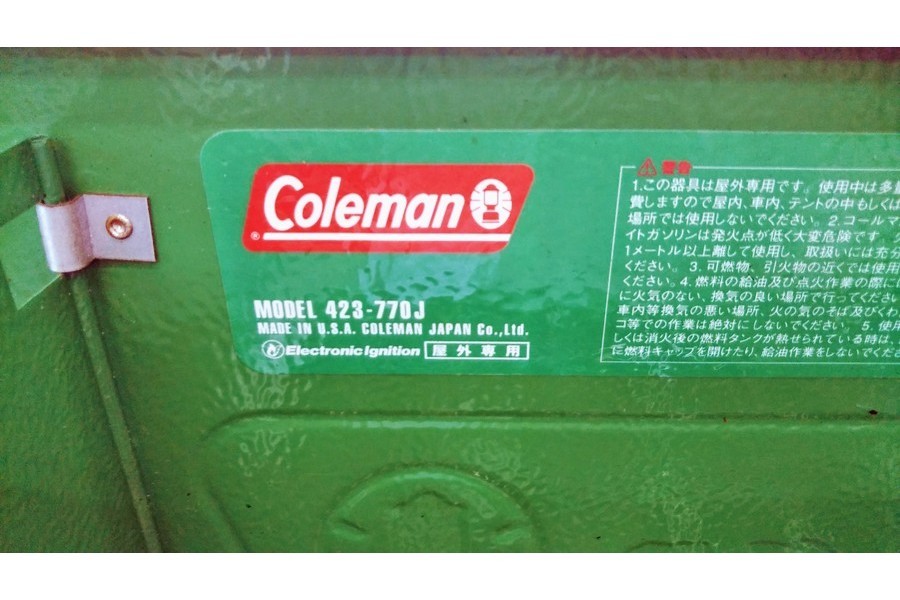 Coleman
®
MODEL 423-770J
MADE IN U.S.A. COLEMAN JAPAN Co.,Ltd.
Electronic Ignition 屋外専用
警告
1.この器具は屋外専用です。使用中は多量
費しますので屋内、車内、テントの中もしくは
場所では使用しないでください。2.コールマ
イトガソリンは発火点が低く大変危険です。
1メートル以上離して使用し、取扱いには充分
ください。3.可燃物、引火物の近くでは使用
ください。4.燃料の給油及び点火作業の際には
に火気のない、換気の良い場所で行ってください
車内等換気の悪い場所、火の気のそば及びくわ
コ等での作業は絶対にしないでください。5.使用
しくは消火後の燃料タンクが熱せられている時は、
に燃料キャップを開けたり、給油作業をしないでくださ